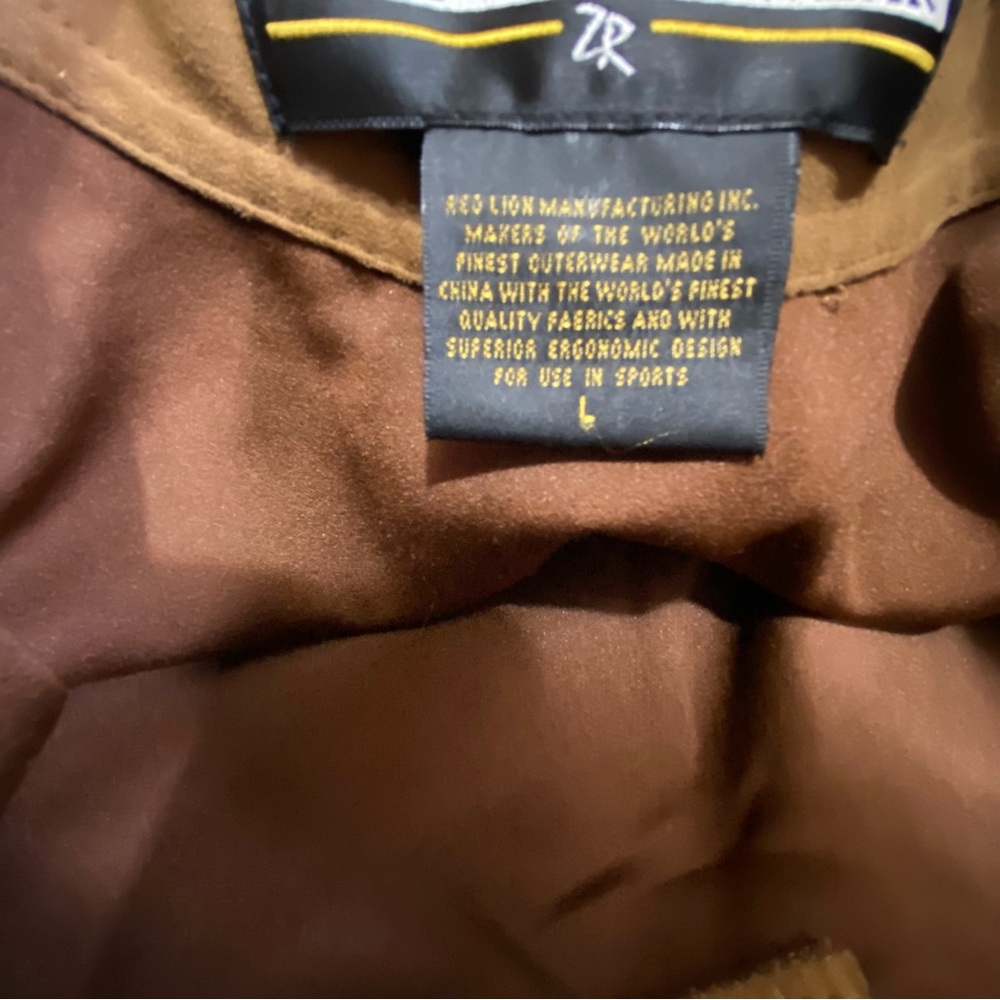 ZR
RED LION MANUFACTURING INC.
MAKERS OF THE WORLD'S
FINEST OUTERWEAR MADE IN
CHINA WITH THE WORLD'S FINEST
QUALITY FABRICS AND WITH
SUPERIOR ERGONOMIC DESIGN
FOR USE IN SPORTS
L